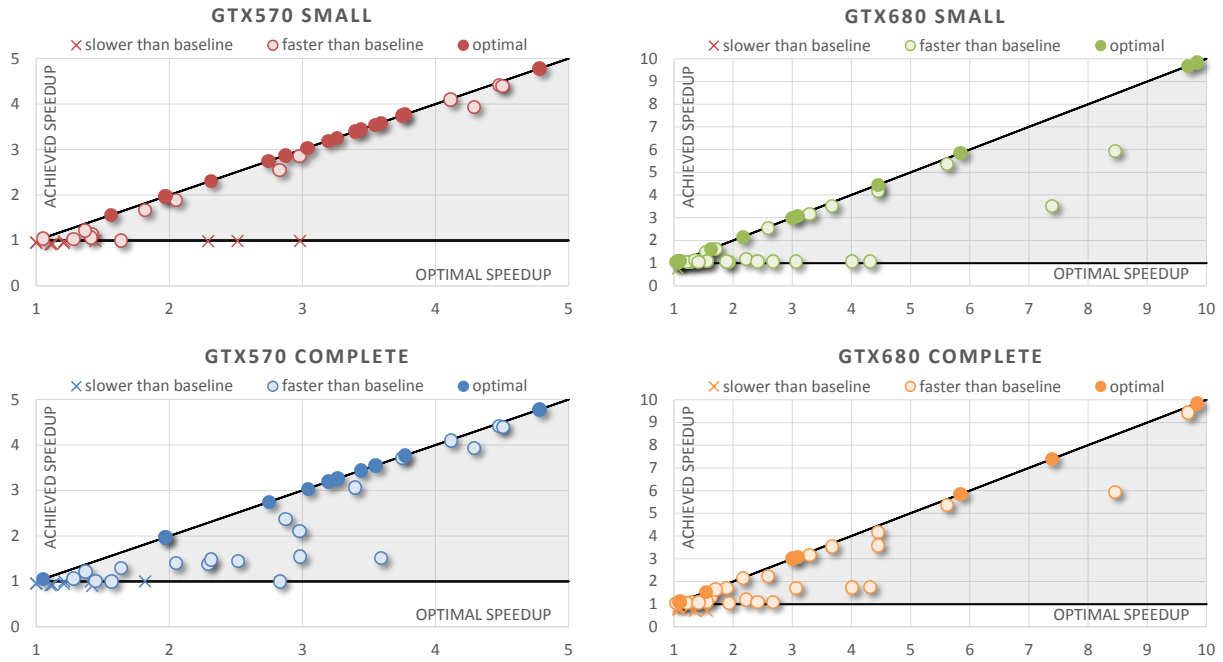 GTX570 SMALL
× slower than baseline faster than baseline optimal
ACHIEVED SPEEDUP
5
4
3
2
1
0
OPTIMAL SPEEDUP
1 2 3 4 5
GTX680 SMALL
× slower than baseline faster than baseline optimal
ACHIEVED SPEEDUP
10
9
8
7
6
5
4
3
2
1
0
OPTIMAL SPEEDUP
1 2 3 4 5 6 7 8 9 10
GTX570 COMPLETE
× slower than baseline faster than baseline optimal
ACHIEVED SPEEDUP
5
4
3
2
1
0
OPTIMAL SPEEDUP
1 2 3 4 5
GTX680 COMPLETE
× slower than baseline faster than baseline optimal
ACHIEVED SPEEDUP
10
9
8
7
6
5
4
3
2
1
0
OPTIMAL SPEEDUP
1 2 3 4 5 6 7 8 9 10